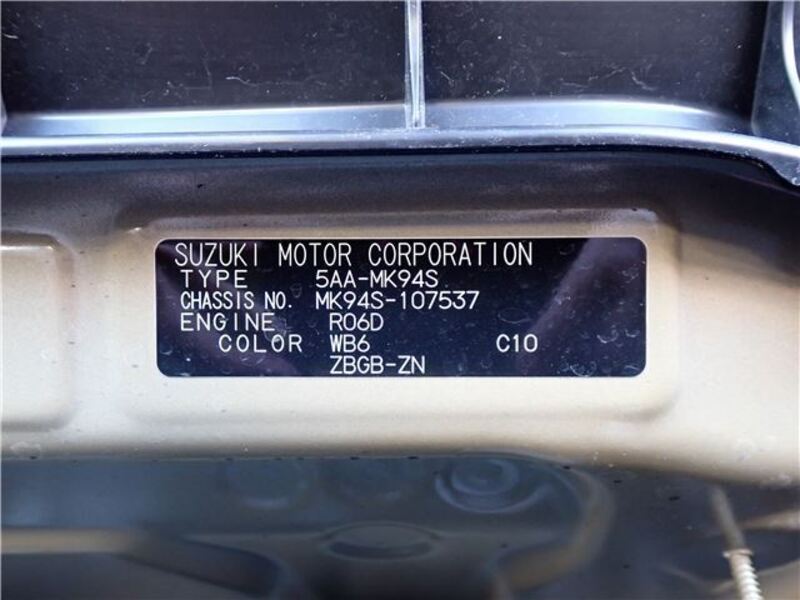 SUZUKI MOTOR CORPORATION
TYPE 5AA-MK94S
CHASSIS NO. MK94S-107537
ENGINE R06D
COLOR WB6 C10
ZBGB-ZN